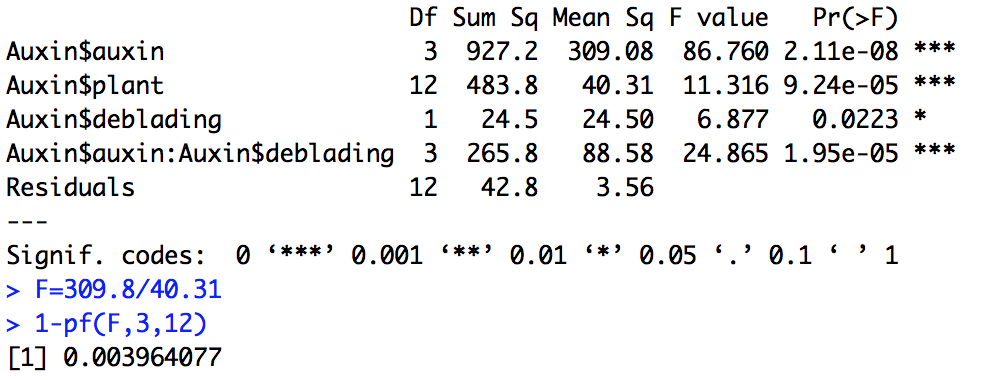 Df Sum Sq Mean Sq F value Pr(>F)
Auxin$auxin 3 927.2 309.08 86.760 2.11e-08 ***
Auxin$plant 12 483.8 40.31 11.316 9.24e-05 ***
Auxin$deblading 1 24.5 24.50 6.877 0.0223 *
Auxin$auxin:Auxin$deblading 3 265.8 88.58 24.865 1.95e-05 ***
Residuals 12 42.8 3.56
---
Signif. codes: 0 ‘***’ 0.001 ‘**’ 0.01 ‘*’ 0.05 ‘.’ 0.1 ‘ ’ 1
> F=309.8/40.31
> 1-pf(F,3,12)
[1] 0.003964077